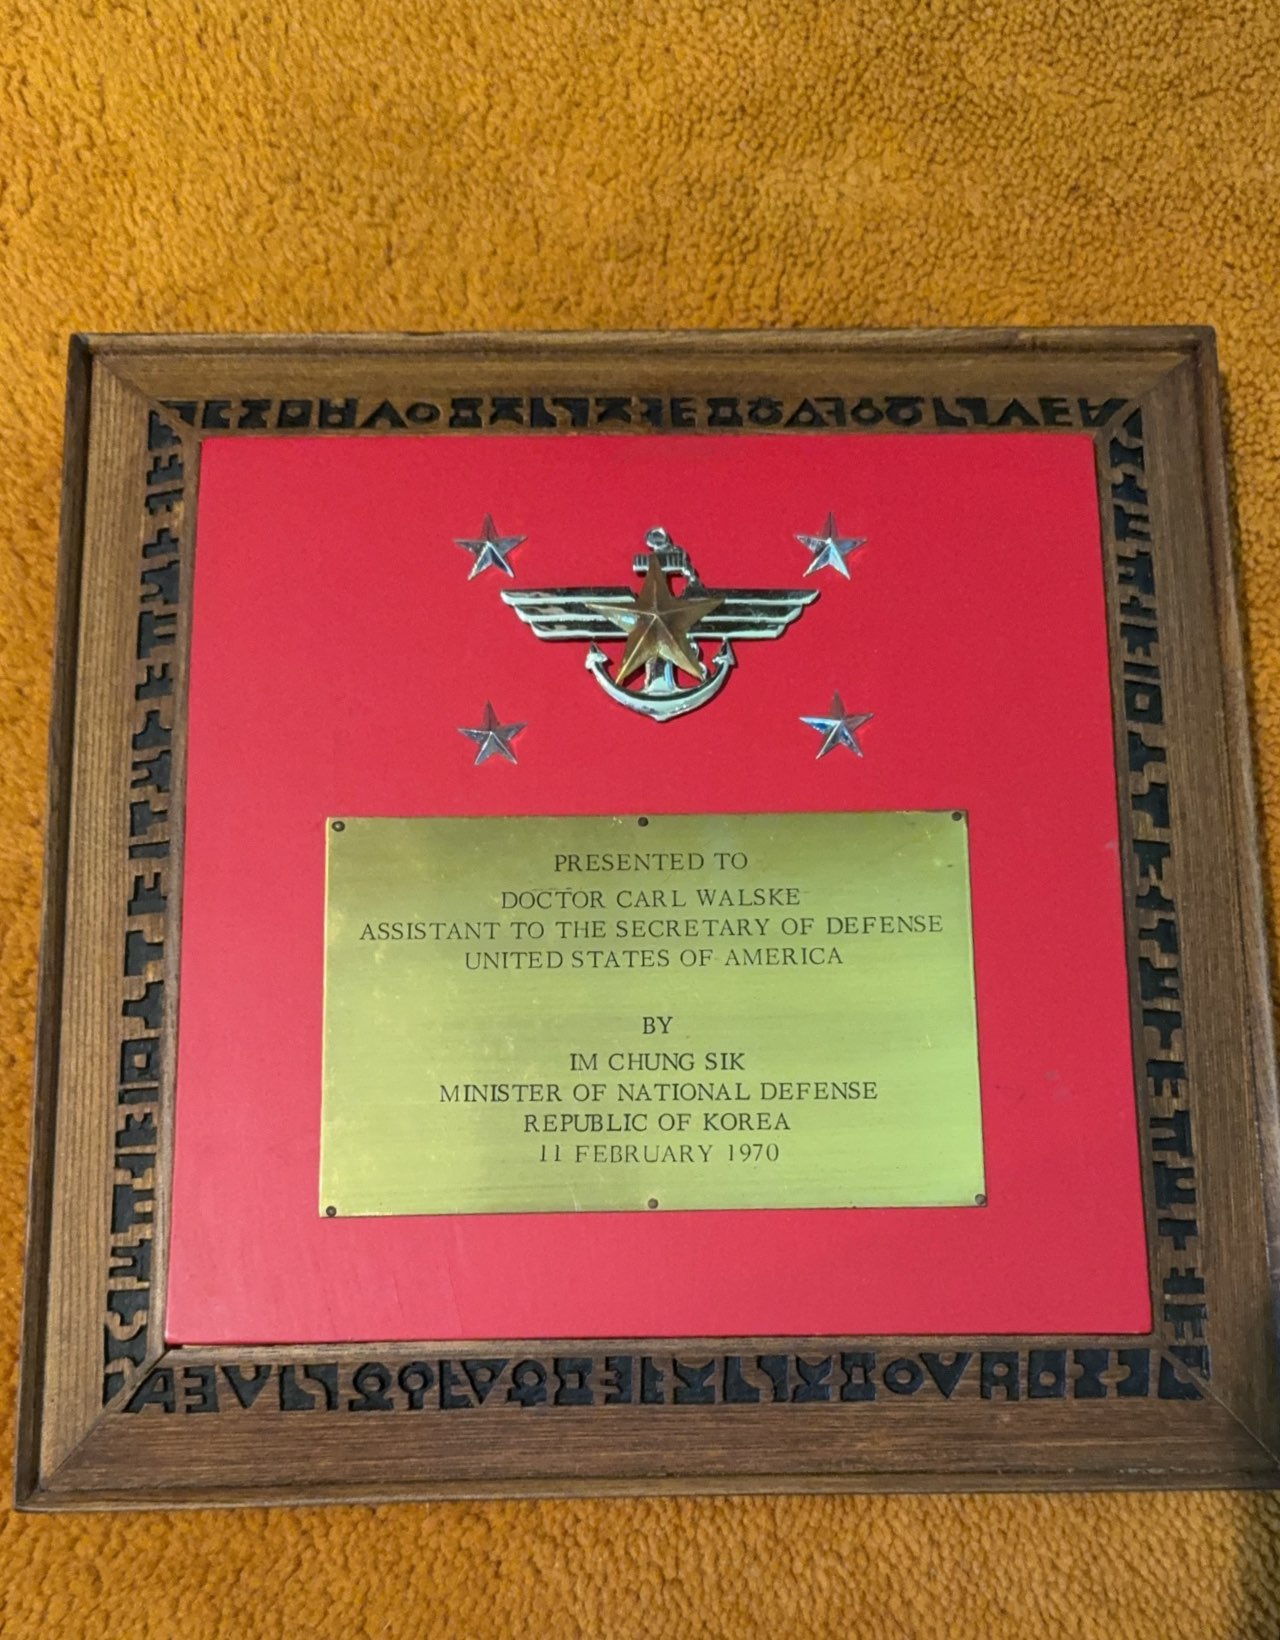 PRESENTED TO
DOCTOR CARL WALSKE
ASSISTANT TO THE SECRETARY OF DEFENSE
UNITED STATES OF AMERICA
BY
IM CHUNG SIK
MINISTER OF NATIONAL DEFENSE
REPUBLIC OF KOREA
11 FEBRUARY 1970